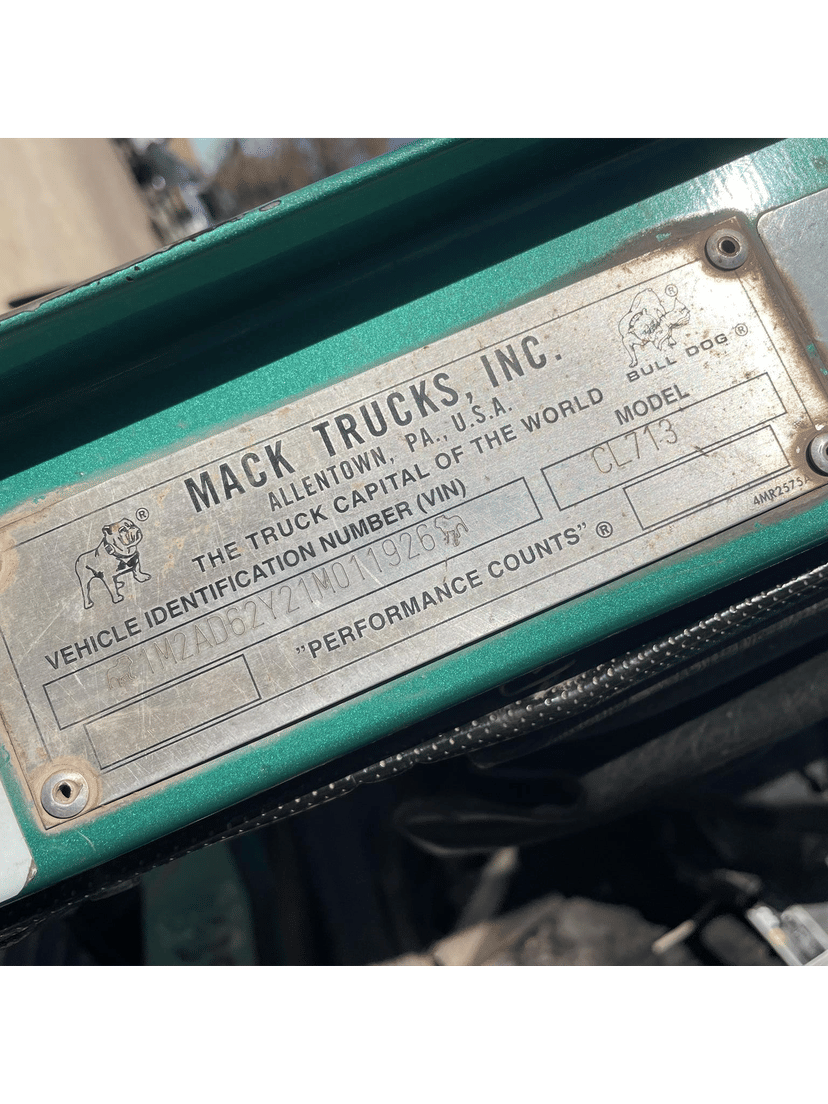 MACK TRUCKS, INC.
ALLENTOWN, PA., U.S.A.
THE TRUCK CAPITAL OF THE WORLD
®
®
BULL DOG ®
VEHICLE IDENTIFICATION NUMBER (VIN)
1M2AD62Y21M011926
MODEL
CL713
"PERFORMANCE COUNTS" ®
4MR2575A